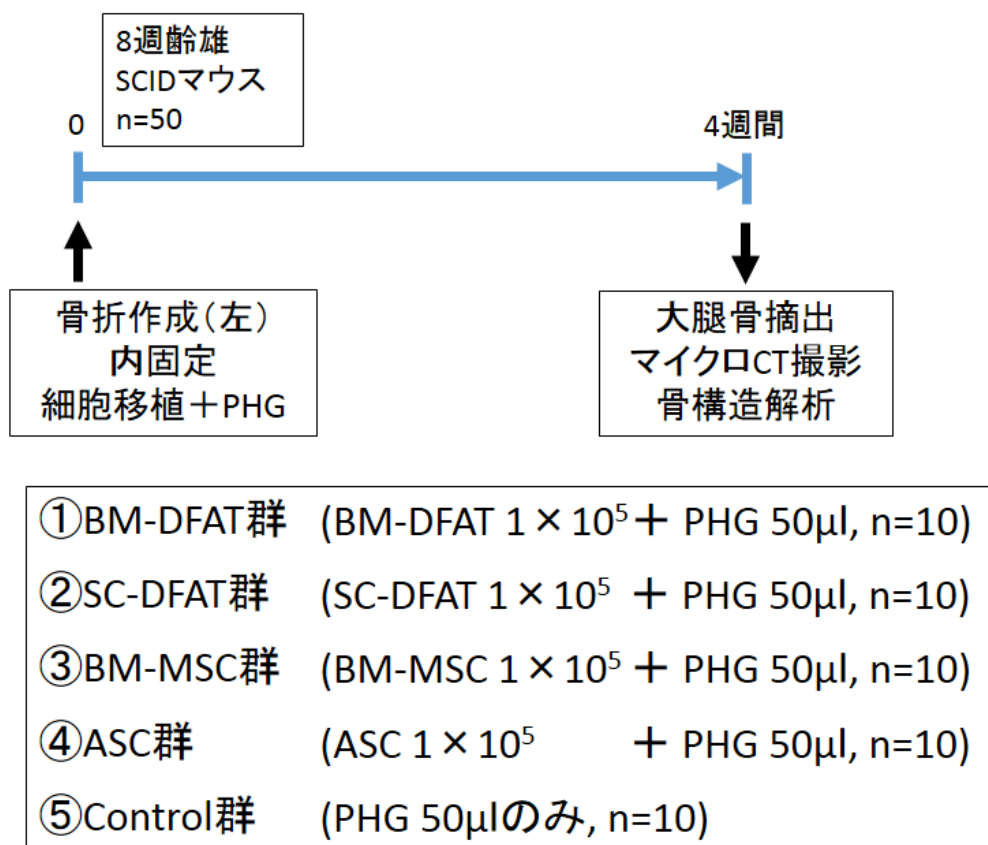 8週齢雄
SCIDマウス
n=50
0
4週間
骨折作成(左)
内固定
細胞移植+PHG
大腿骨摘出
マイクロCT撮影
骨構造解析
①BM-DFAT群 (BM-DFAT 1×10⁵+ PHG 50μl, n=10)
②SC-DFAT群 (SC-DFAT 1×10⁵ + PHG 50μl, n=10)
③BM-MSC群 (BM-MSC 1×10⁵ + PHG 50μl, n=10)
④ASC群 (ASC 1×10⁵ + PHG 50μl, n=10)
⑤Control群 (PHG 50μlのみ, n=10)